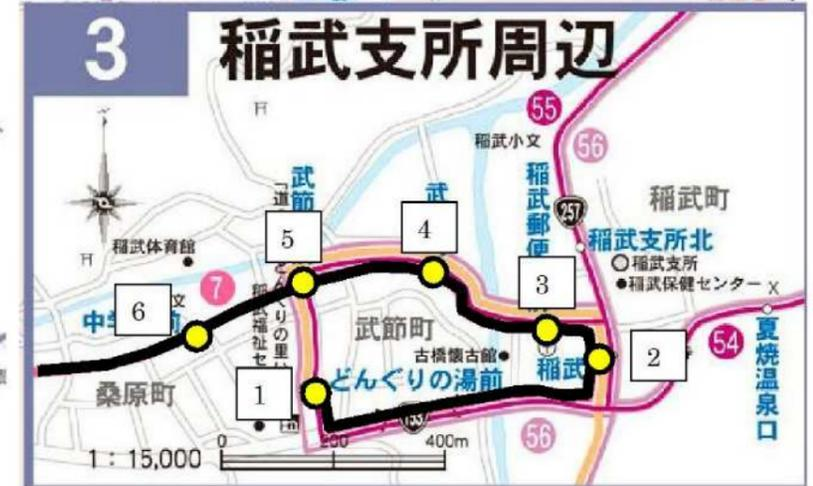 3
稲武支所周辺
55
稲武小文
56
稲武町
武節
武
稲武郵便
257
稲武支所北
稲武支所
稲武保健センター
5
4
稲武体育館
7
3
6
中学
前
文
武節町
古橋懐古館
稲武
2
54
夏焼温泉口
1
どんぐりの湯前
桑原町
153
56
0
200
400m
1：15,000